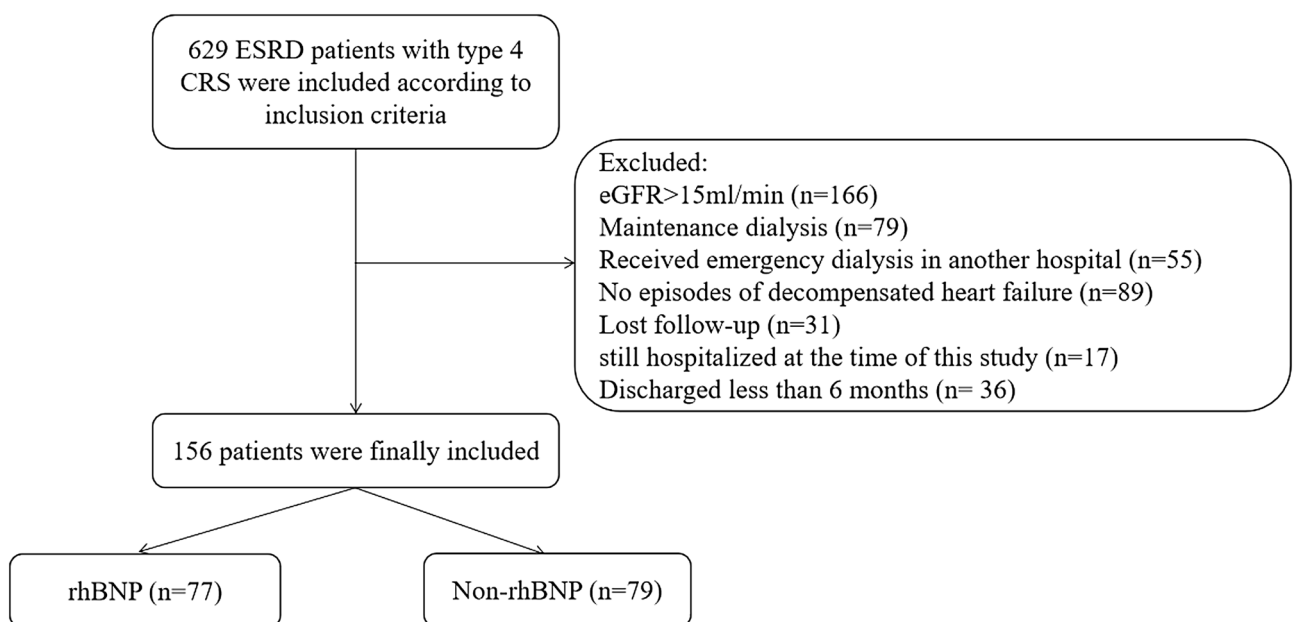 629 ESRD patients with type 4
CRS were included according to
inclusion criteria
Excluded:
eGFR>15ml/min (n=166)
Maintenance dialysis (n=79)
Received emergency dialysis in another hospital (n=55)
No episodes of decompensated heart failure (n=89)
Lost follow-up (n=31)
still hospitalized at the time of this study (n=17)
Discharged less than 6 months (n= 36)
156 patients were finally included
rhBNP (n=77)
Non-rhBNP (n=79)